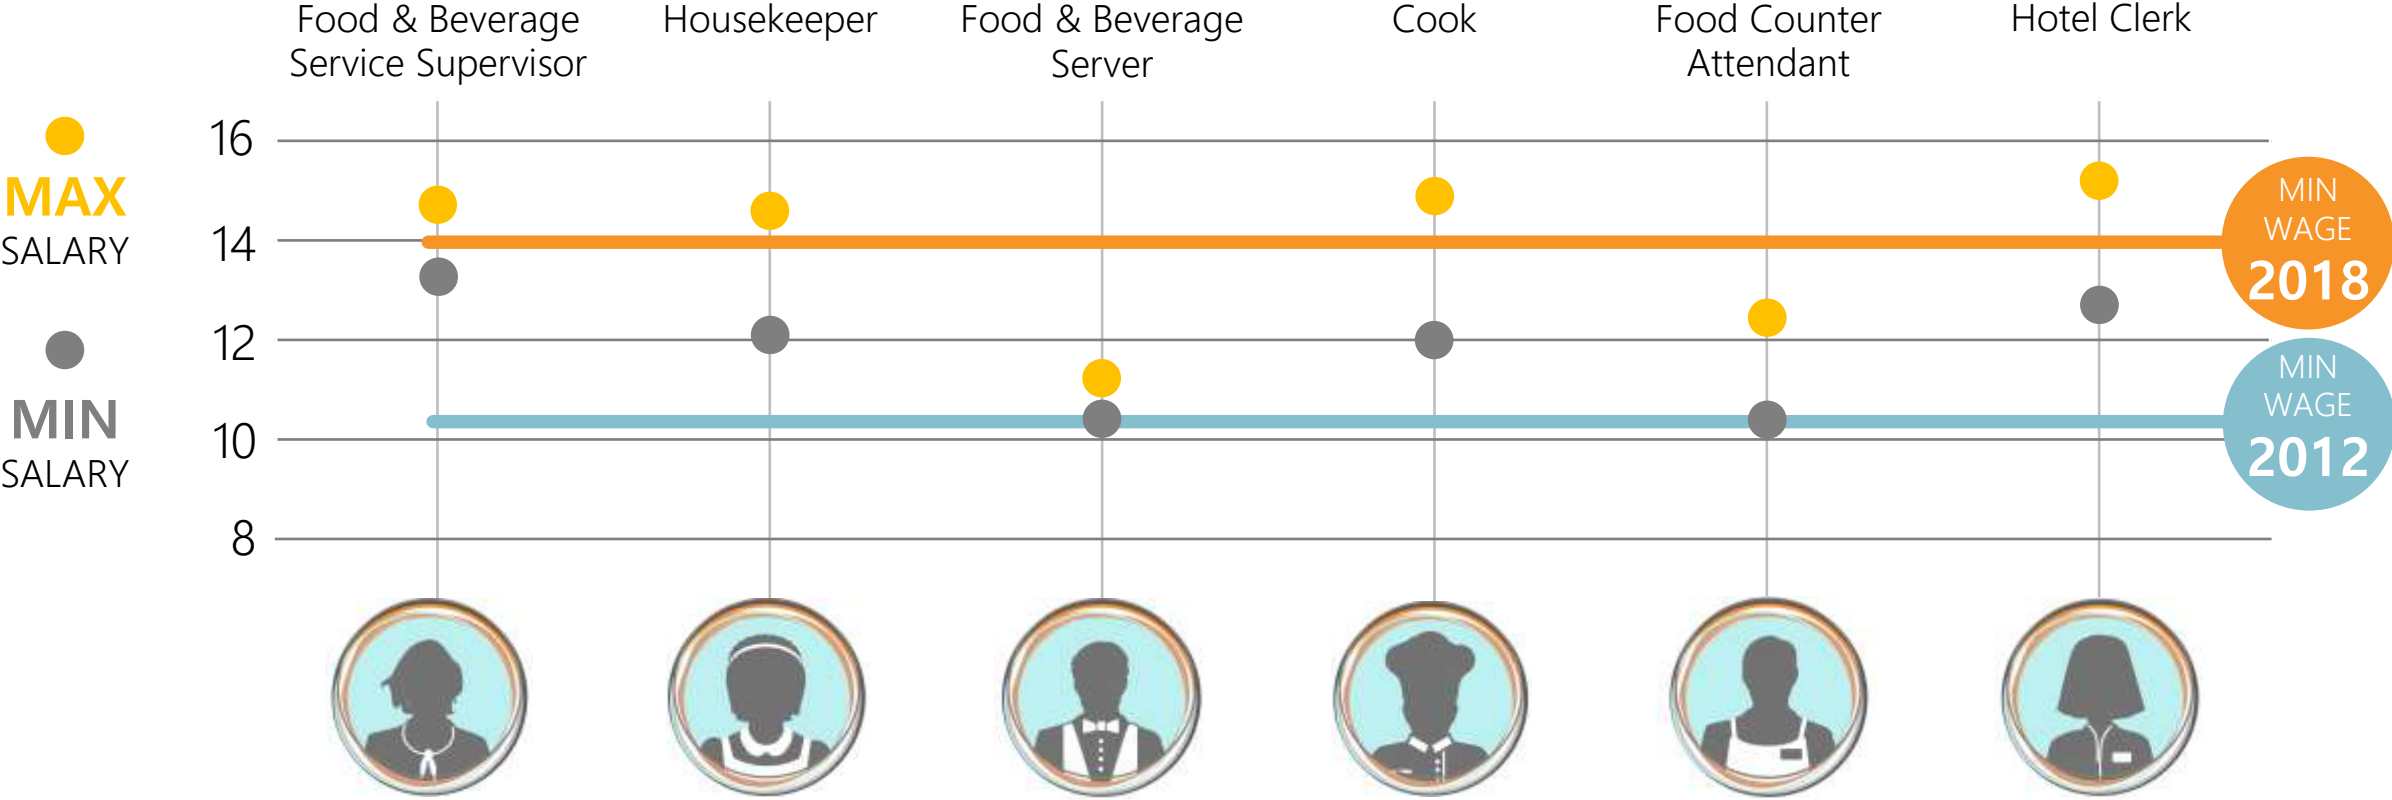 Food & Beverage
Service Supervisor
Housekeeper
Food & Beverage
Server
Cook
Food Counter
Attendant
Hotel Clerk
MAX
SALARY
MIN
SALARY
16
14
12
10
8
MIN
WAGE
2018
MIN
WAGE
2012